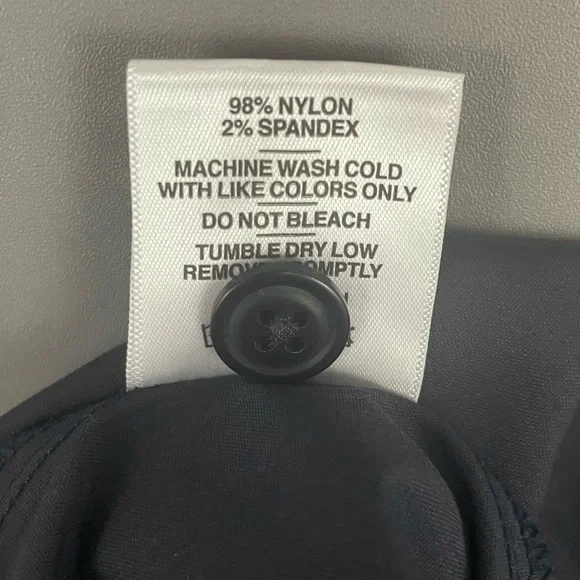 98% NYLON
2% SPANDEX
MACHINE WASH COLD
WITH LIKE COLORS ONLY
DO NOT BLEACH
TUMBLE DRY LOW